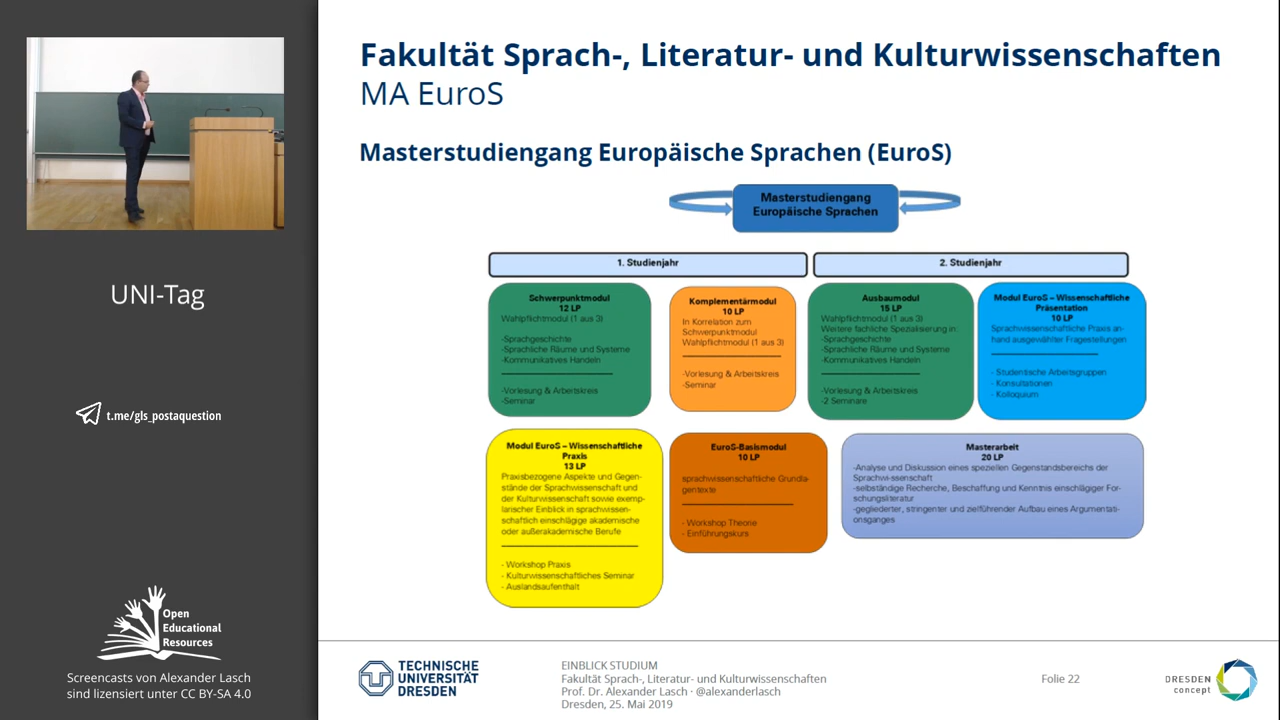 Fakultät Sprach-, Literatur- und Kulturwissenschaften
MA EuroS
Masterstudiengang Europäische Sprachen (EuroS)
Masterstudiengang
Europäische Sprachen
1. Studienjahr
2. Studienjahr
Schwerpunktmodul
12 LP
Wahlpflichtmodul (1 aus 3)
-Sprachgeschichte
-Sprachliche Räume und Systeme
-Kommunikatives Handeln
-Vorlesung & Arbeitskreis
-Seminar
Komplementärmodul
10 LP
In Korrelation zum
Schwerpunktmodul
Wahlpflichtmodul (1 aus 3)
-Vorlesung & Arbeitskreis
-Seminar
Ausbaumodul
15 LP
Wahlpflichtmodul (1 aus 3)
Weitere fachliche Spezialisierung in:
-Sprachgeschichte
-Sprachliche Räume und Systeme
-Kommunikatives Handeln
-Vorlesung & Arbeitskreis
-2 Seminare
Modul EuroS – Wissenschaftliche
Präsentation
10 LP
Sprachwissenschaftliche Praxis an-
hand ausgewählter Fragestellungen
- Studentische Arbeitsgruppen
- Konsultationen
- Kolloquium
Modul EuroS – Wissenschaftliche
Praxis
13 LP
Praxisbezogene Aspekte und Gegen-
stände der Sprachwissenschaft und
der Kulturwissenschaft sowie exemp-
larischer Einblick in sprachwissen-
schaftlich einschlägige akademische
oder außerakademische Berufe
- Workshop Praxis
- Kulturwissenschaftliches Seminar
- Auslandsaufenthalt
EuroS-Basismodul
10 LP
sprachwissenschaftliche Grundla-
gentexte
- Workshop Theorie
- Einführungskurs
Masterarbeit
20 LP
-Analyse und Diskussion eines speziellen Gegenstandsbereichs der
Sprachwi-ssenschaft
-selbständige Recherche, Beschaffung und Kenntnis einschlägiger For-
schungsliteratur
-gegliederter, stringenter und zielführender Aufbau eines Argumentati-
onsganges
UNI-Tag
t.me/gls_postaquestion
Open
Educational
Resources
Screencasts von Alexander Lasch
sind lizensiert unter CC BY-SA 4.0
TECHNISCHE
UNIVERSITÄT
DRESDEN
EINBLICK STUDIUM
Fakultät Sprach-, Literatur- und Kulturwissenschaften
Prof. Dr. Alexander Lasch · @alexanderlasch
Dresden, 25. Mai 2019
Folie 22
DRESDEN
concept